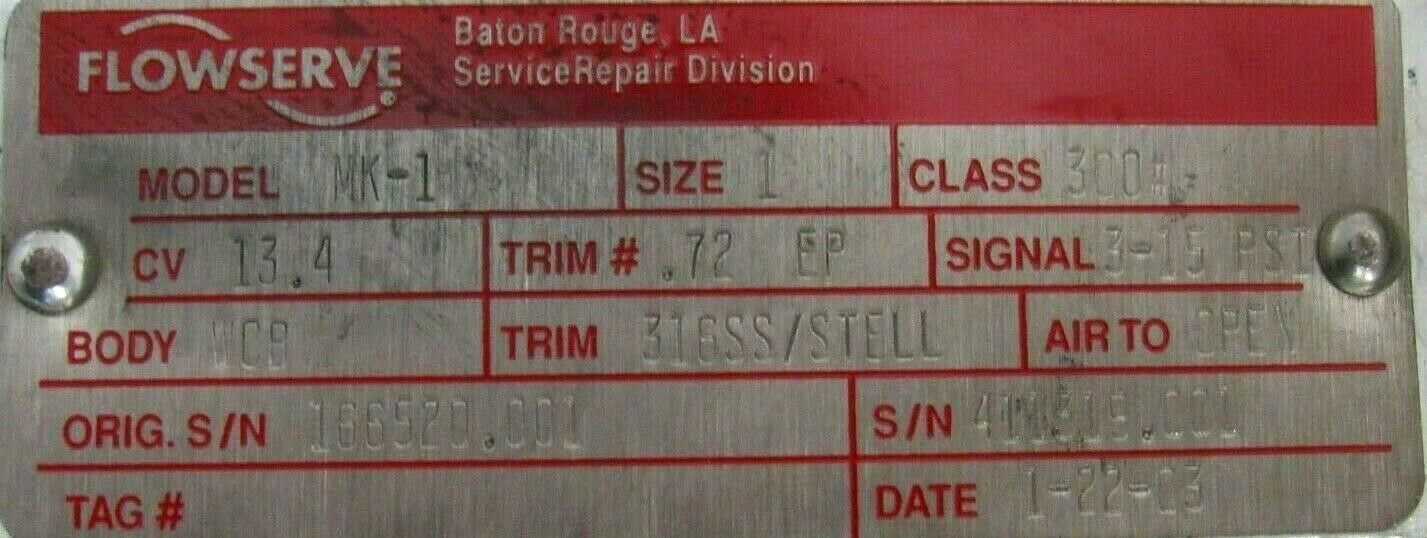 FLOWSERVE®
Baton Rouge, LA
ServiceRepair Division
MODEL MK-1 SIZE 1 CLASS 300#
CV 13.4 TRIM # .72 EP SIGNAL 3-15 PSI
BODY WCB TRIM 316SS/STELL AIR TO OPEN
ORIG. S/N 166520.001 S/N
TAG # DATE 1-22-03